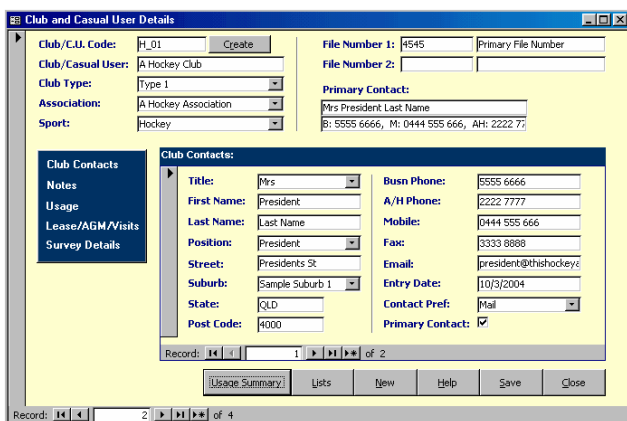 Club and Casual User Details
Club/C.U. Code: H_01 Create File Number 1: 4545 Primary File Number
Club/Casual User: A Hockey Club File Number 2:
Club Type: Type 1 Primary Contact:
Association: A Hockey Association Mrs President Last Name
Sport: Hockey B: 5555 6666, M: 0444 555 666, AH: 2222 77
Club Contacts
Notes
Usage
Lease/AGM/Visits
Survey Details
Club Contacts:
Title: Mrs Busn Phone: 5555 6666
First Name: President A/H Phone: 2222 7777
Last Name: Last Name Mobile: 0444 555 666
Position: President Fax: 3333 8888
Street: Presidents St Email: president@thishockeya
Suburb: Sample Suburb 1 Entry Date: 10/3/2004
State: QLD Contact Pref: Mail
Post Code: 4000 Primary Contact:
Record: 1 of 2
Usage Summary Lists New Help Save Close
Record: 2 of 4